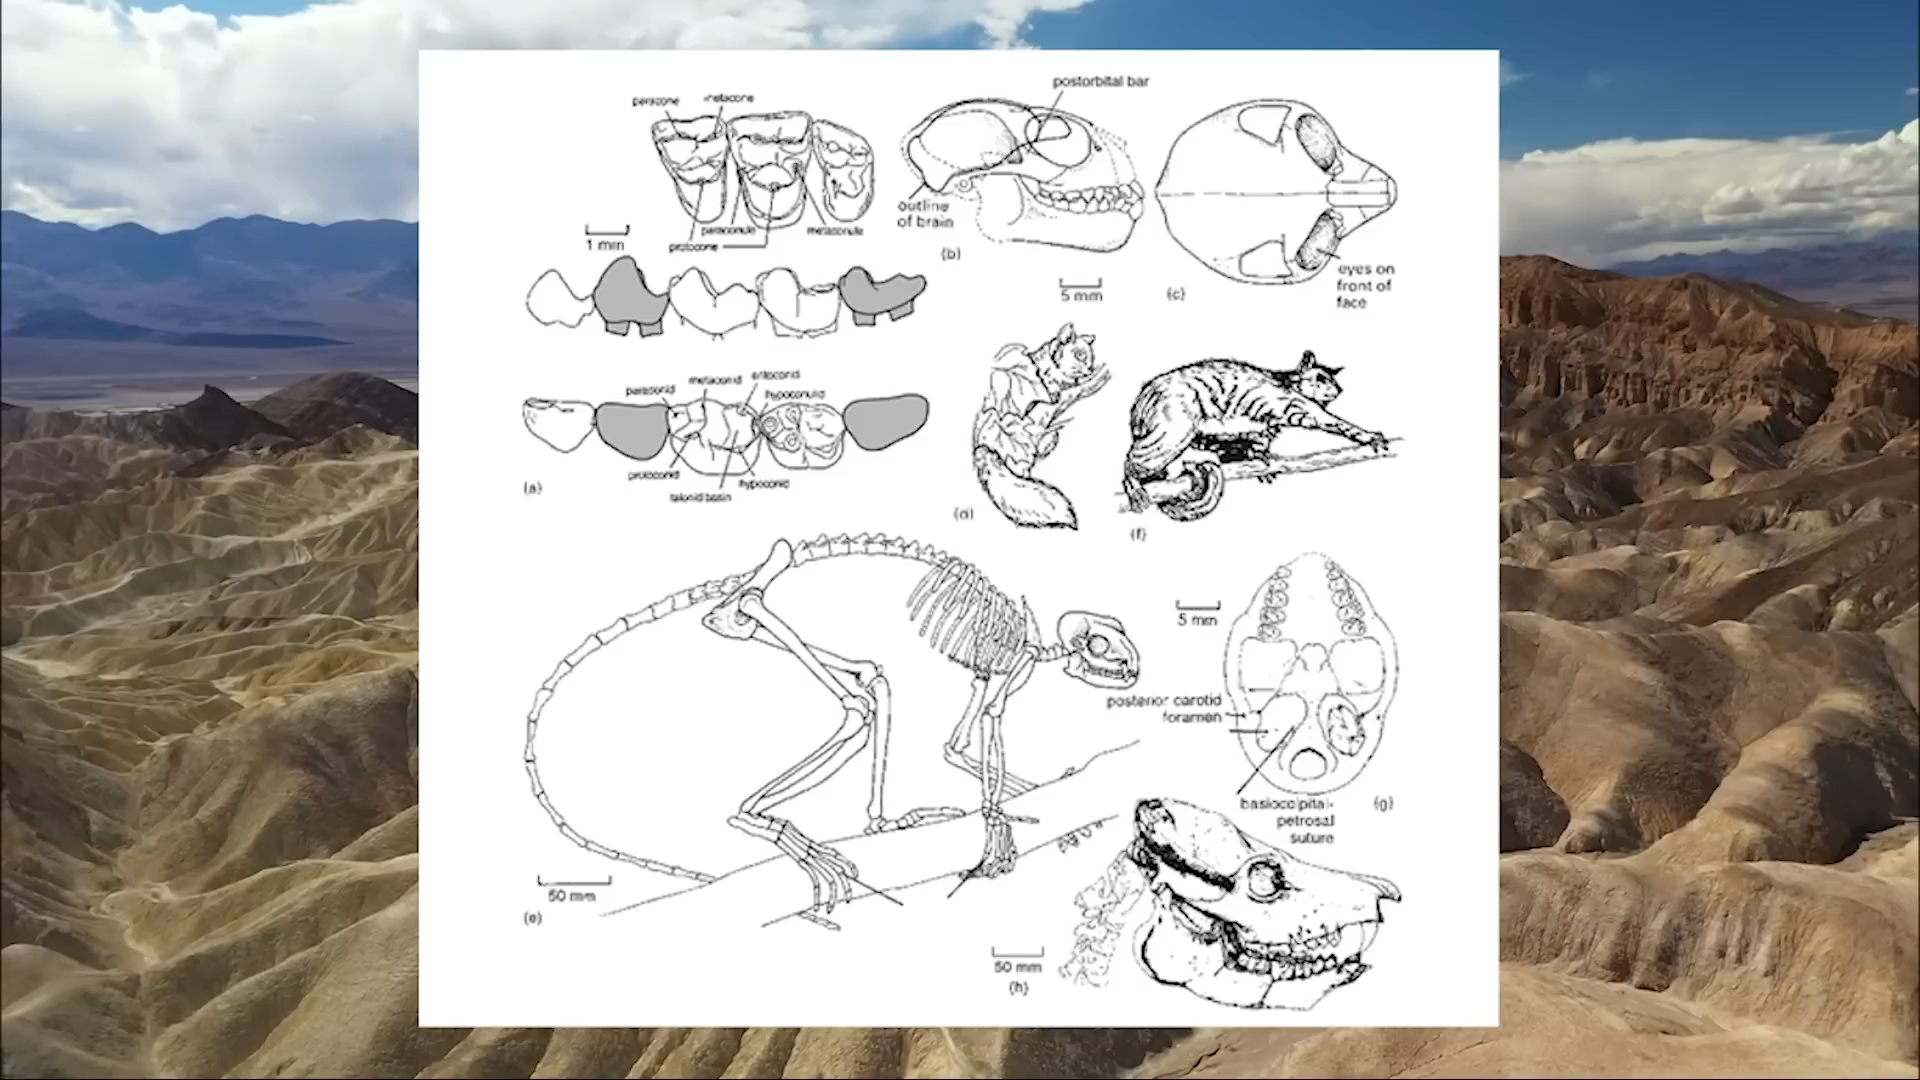 paracone metacone
paraconule metaconule
protocone
1 mm
postorbital bar
outline
of brain
(b)
5 mm
(c)
eyes on
front of
face
paraconid metaconid entoconid
hypoconulid
protoconid
hypoconid
talonid basin
(a)
(d)
(f)
5 mm
posterior carotid
foramen
basioccipital-
petrosal
suture
(g)
50 mm
(e)
50 mm
(h)